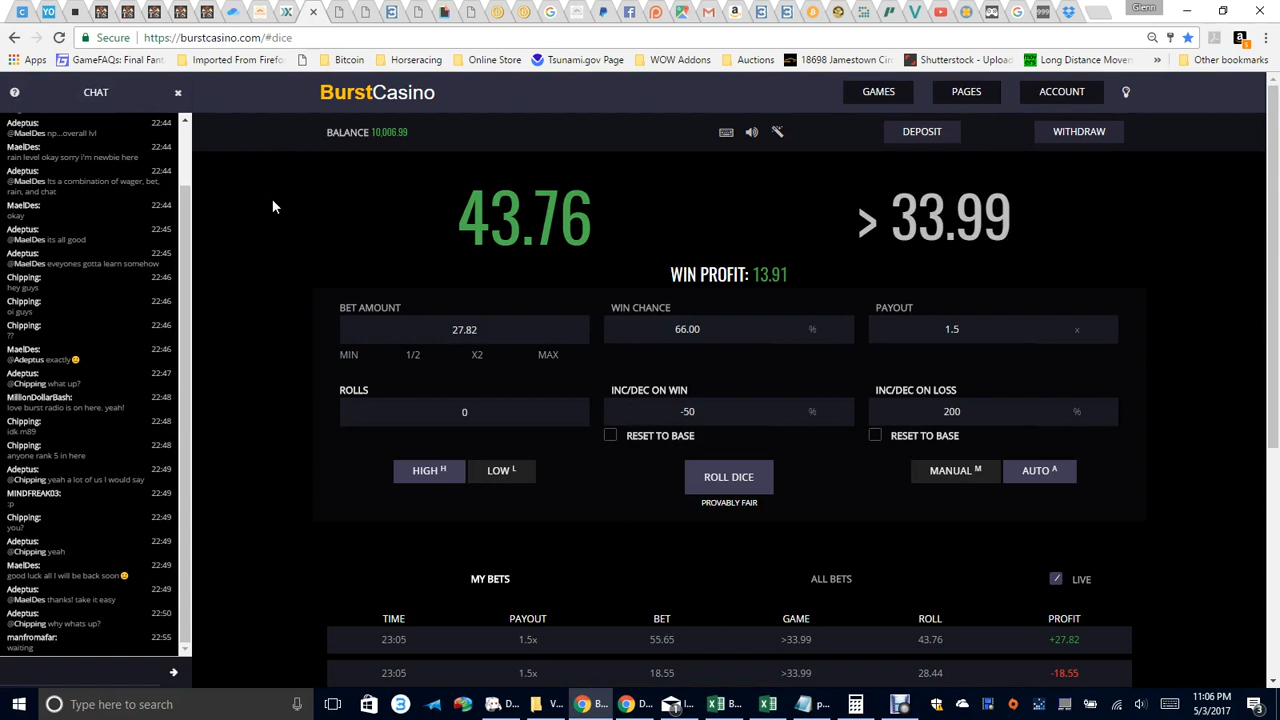 Glenn
Secure https://burstcasino.com/#dice
Apps GameFAQs: Final Fant Imported From Firefo Bitcoin Horseracing Online Store Tsunami.gov Page WOW Addons Auctions 18698 Jamestown Circ Shutterstock - Upload Long Distance Movers » Other bookmarks
CHAT
BurstCasino
GAMES PAGES ACCOUNT
BALANCE 10,006.99
DEPOSIT WITHDRAW
Adeptus: 22:44
@MaelDes np...overall lvl
MaelDes: 22:44
rain level okay sorry i'm newbie here
Adeptus: 22:44
@MaelDes Its a combination of wager, bet,
rain, and chat
MaelDes: 22:44
okay
Adeptus: 22:45
@MaelDes its all good
Adeptus: 22:45
@MaelDes eveyones gotta learn somehow
Chipping: 22:46
hey guys
Chipping: 22:46
oi guys
Chipping: 22:46
??
MaelDes: 22:46
@Adeptus exactly
Adeptus: 22:47
@Chipping what up?
MillionDollarBash: 22:48
love burst radio is on here. yeah!
Chipping: 22:48
idk m89
Chipping: 22:48
anyone rank 5 in here
Adeptus: 22:49
@Chipping yeah a lot of us I would say
MINDFREAK03: 22:49
:p
Chipping: 22:49
you?
Adeptus: 22:49
@Chipping yeah
MaelDes: 22:49
good luck all I will be back soon
Adeptus: 22:49
@MaelDes thanks! take it easy
Adeptus: 22:50
@Chipping why whats up?
manfromafar: 22:55
waiting
43.76 > 33.99
WIN PROFIT: 13.91
BET AMOUNT WIN CHANCE PAYOUT
27.82 66.00 % 1.5 x
MIN 1/2 X2 MAX
ROLLS INC/DEC ON WIN INC/DEC ON LOSS
0 -50 % 200 %
RESET TO BASE RESET TO BASE
HIGH H LOW L ROLL DICE MANUAL M AUTO A
PROVABLY FAIR
MY BETS ALL BETS LIVE
TIME PAYOUT BET GAME ROLL PROFIT
23:05 1.5x 55.65 >33.99 43.76 +27.82
23:05 1.5x 18.55 >33.99 28.44 -18.55
Type here to search
11:06 PM
5/3/2017